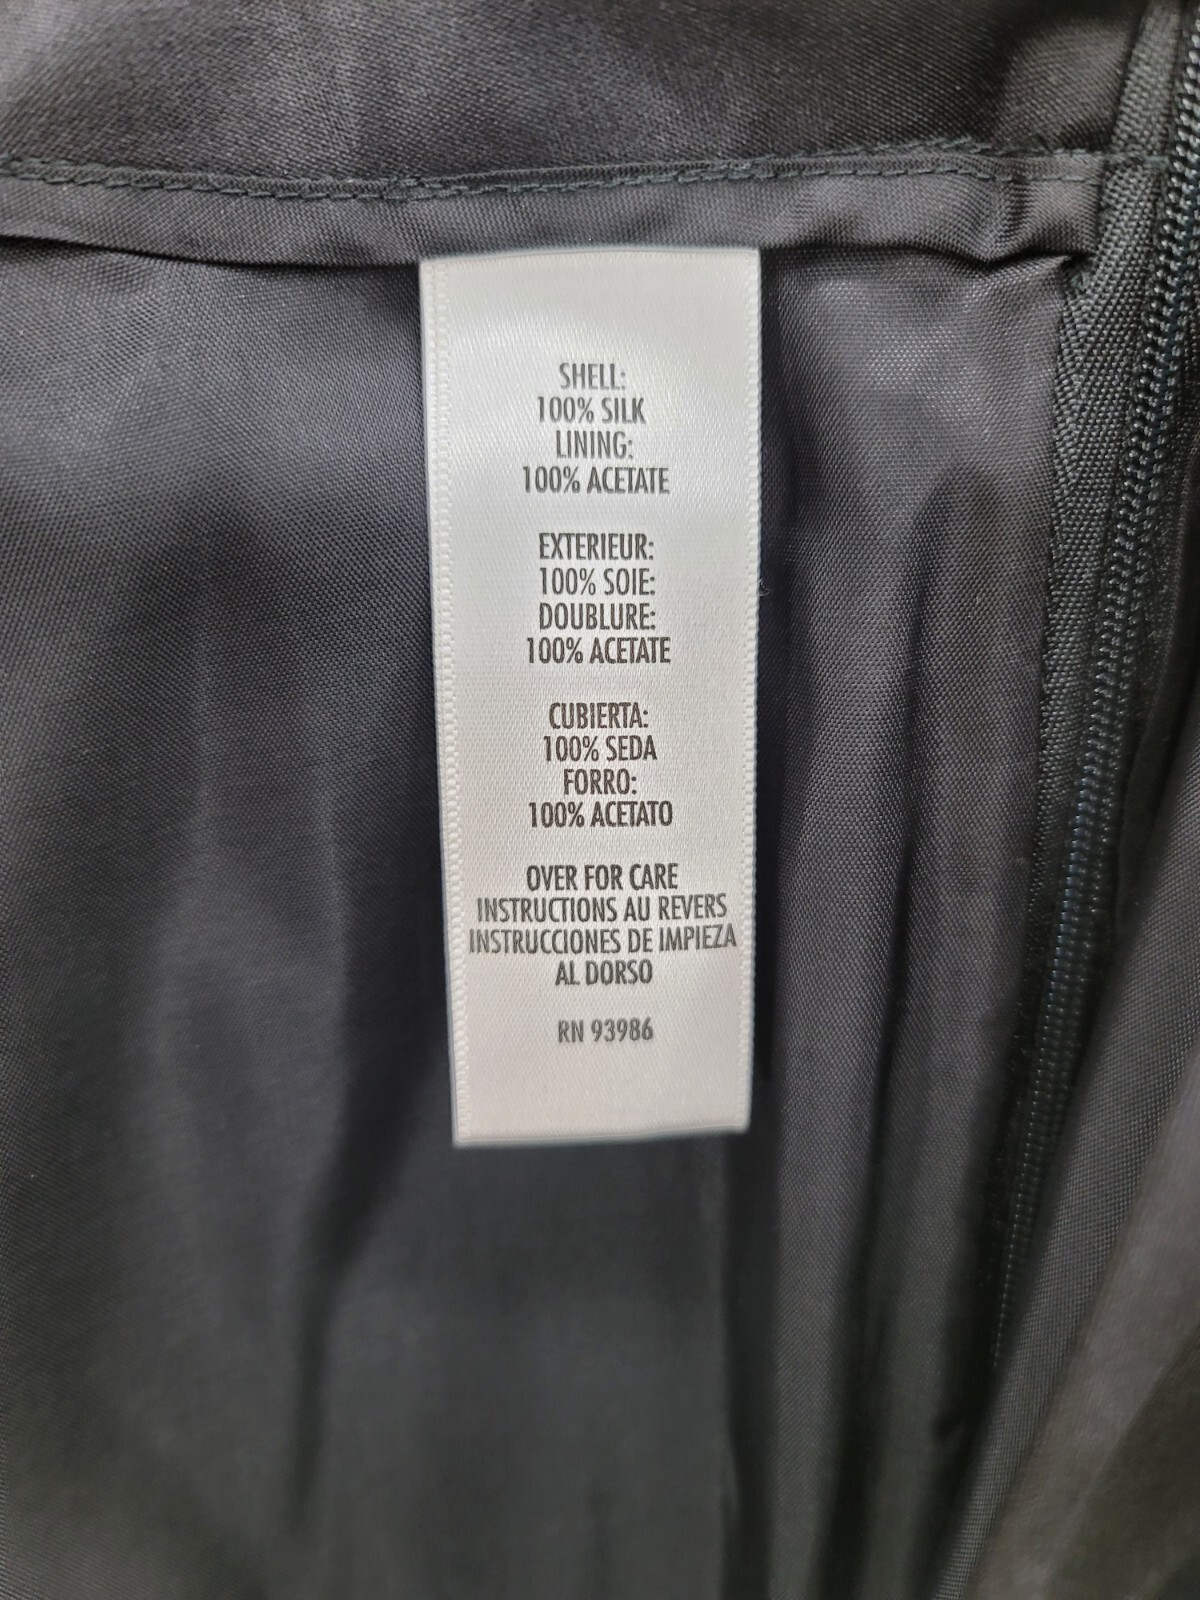 SHELL:
100% SILK
LINING:
100% ACETATE
EXTERIEUR:
100% SOIE:
DOUBLURE:
100% ACETATE
CUBIERTA:
100% SEDA
FORRO:
100% ACETATO
OVER FOR CARE
INSTRUCTIONS AU REVERS
INSTRUCCIONES DE IMPIEZA
AL DORSO
RN 93986